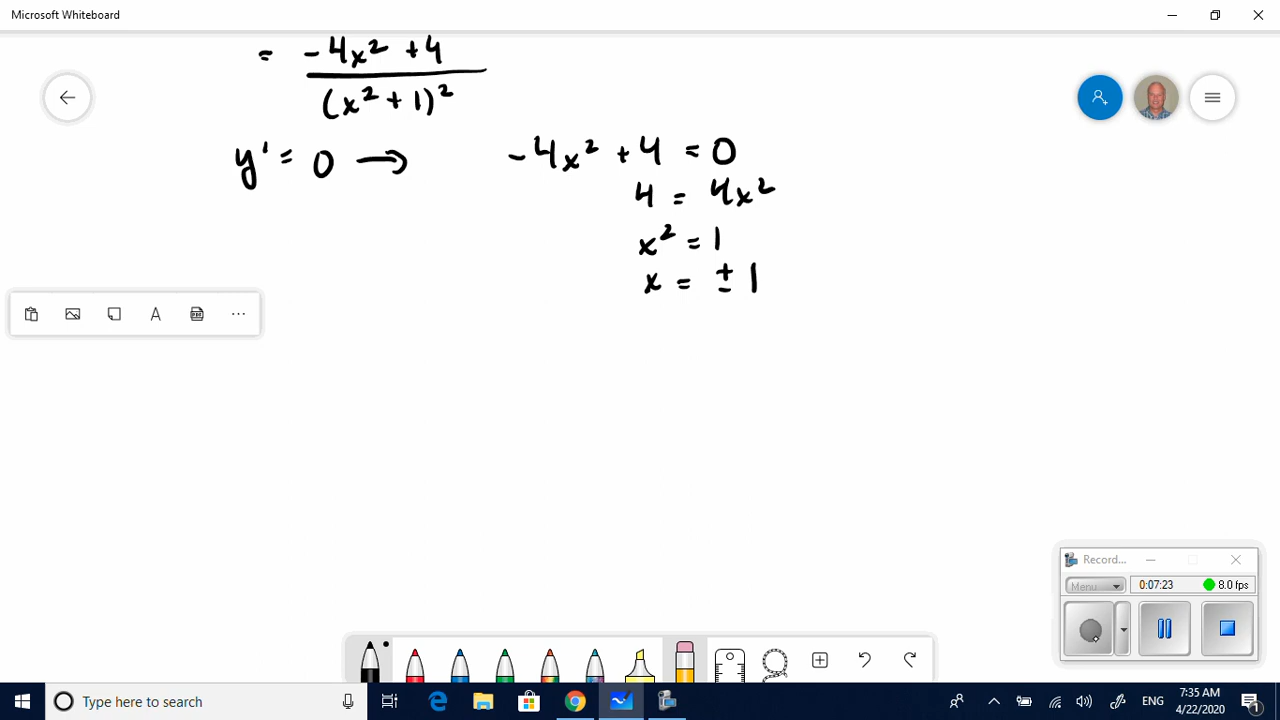 Microsoft Whiteboard
= -4x² + 4
(x² + 1)²
y' = 0 → -4x² + 4 = 0
4 = 4x²
x² = 1
x = ± 1
Record...
Menu
0:07:23
8.0 fps
Type here to search
ENG
7:35 AM
4/22/2020
1